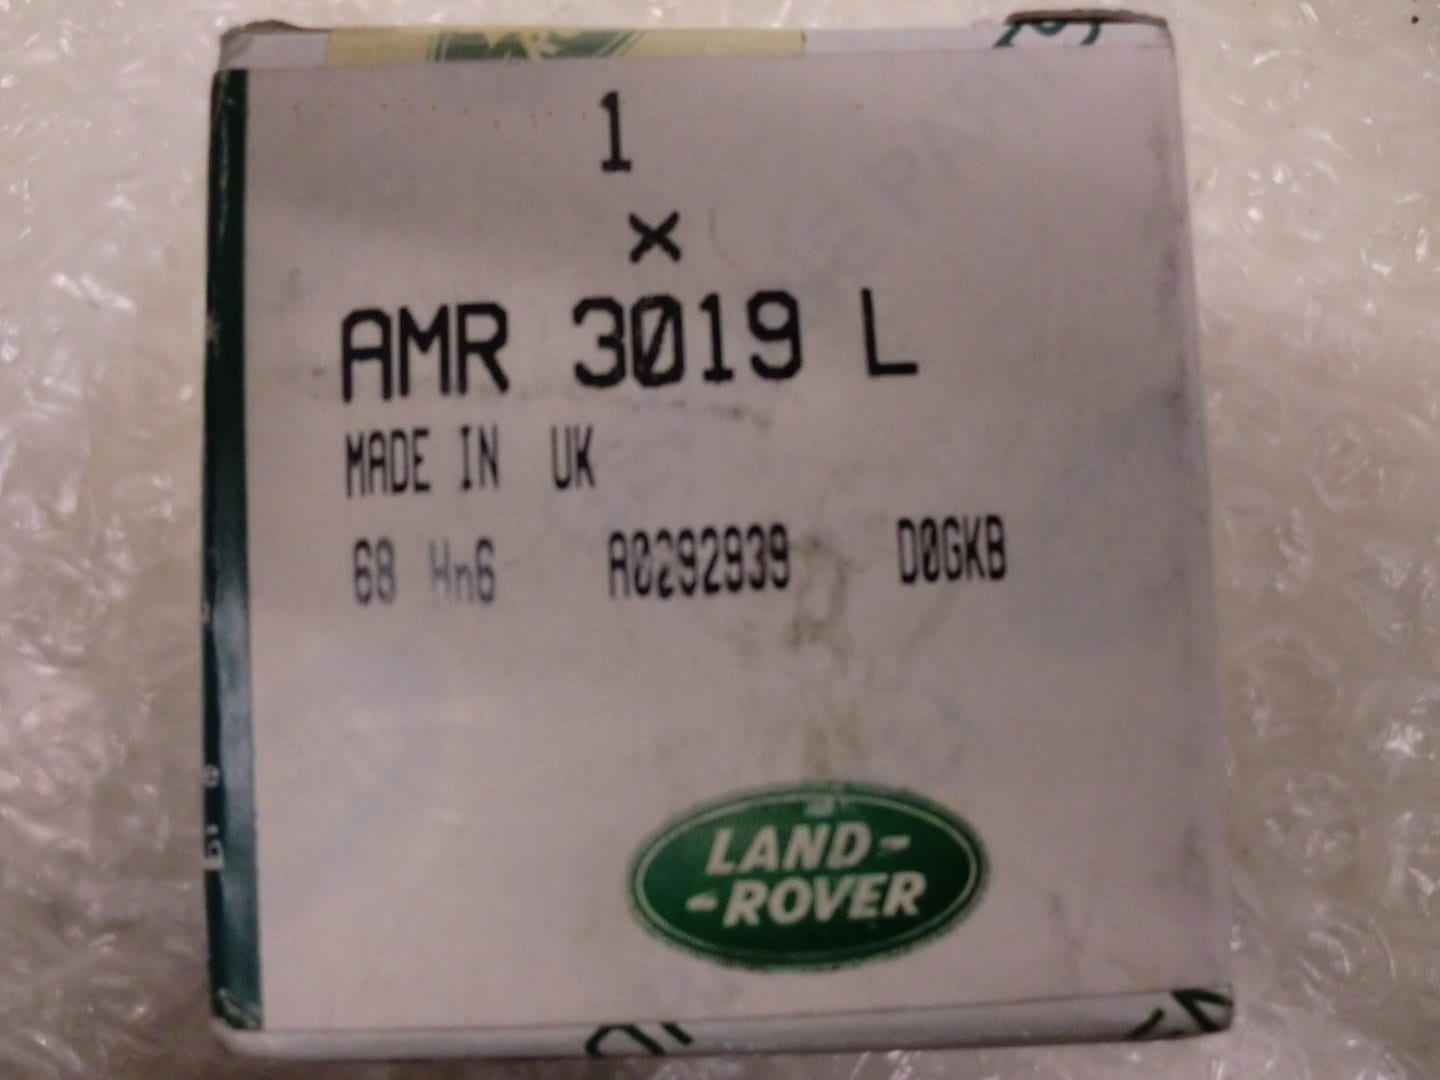 1
×
AMR 3019 L
MADE IN UK
68 Hn6 A0292939 D0GKB
LAND-
-ROVER